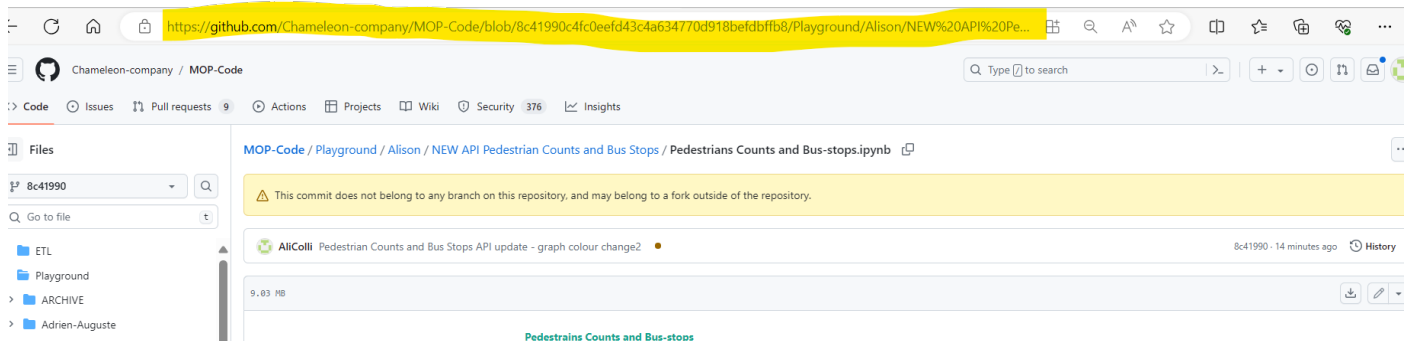 https://github.com/Chameleon-company/MOP-Code/blob/8c41990c4fc0eefd43c4a634770d918befdbffb8/Playground/Alison/NEW%20API%20Pe...
Chameleon-company / MOP-Code
Type / to search
Code Issues Pull requests 9 Actions Projects Wiki Security 376 Insights
Files
MOP-Code / Playground / Alison / NEW API Pedestrian Counts and Bus Stops / Pedestrians Counts and Bus-stops.ipynb
8c41990
This commit does not belong to any branch on this repository, and may belong to a fork outside of the repository.
Go to file t
ETL
AliColli Pedestrian Counts and Bus Stops API update - graph colour change2
8c41990 · 14 minutes ago History
Playground
9.03 MB
ARCHIVE
Adrien-Auguste
Pedestrains Counts and Bus-stops